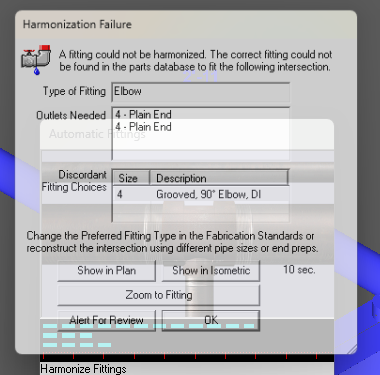 Harmonization Failure
A fitting could not be harmonized. The correct fitting could not
be found in the parts database to fit the following intersection.
Type of Fitting Elbow
Outlets Needed 4 - Plain End
4 - Plain End
Automatic Fittings
Discordant
Fitting Choices
Size Description
4 Grooved, 90° Elbow, DI
Change the Preferred Fitting Type in the Fabrication Standards or
reconstruct the intersection using different pipe sizes or end preps.
Show in Plan Show in Isometric 10 sec.
Zoom to Fitting
Alert For Review OK
Harmonize Fittings